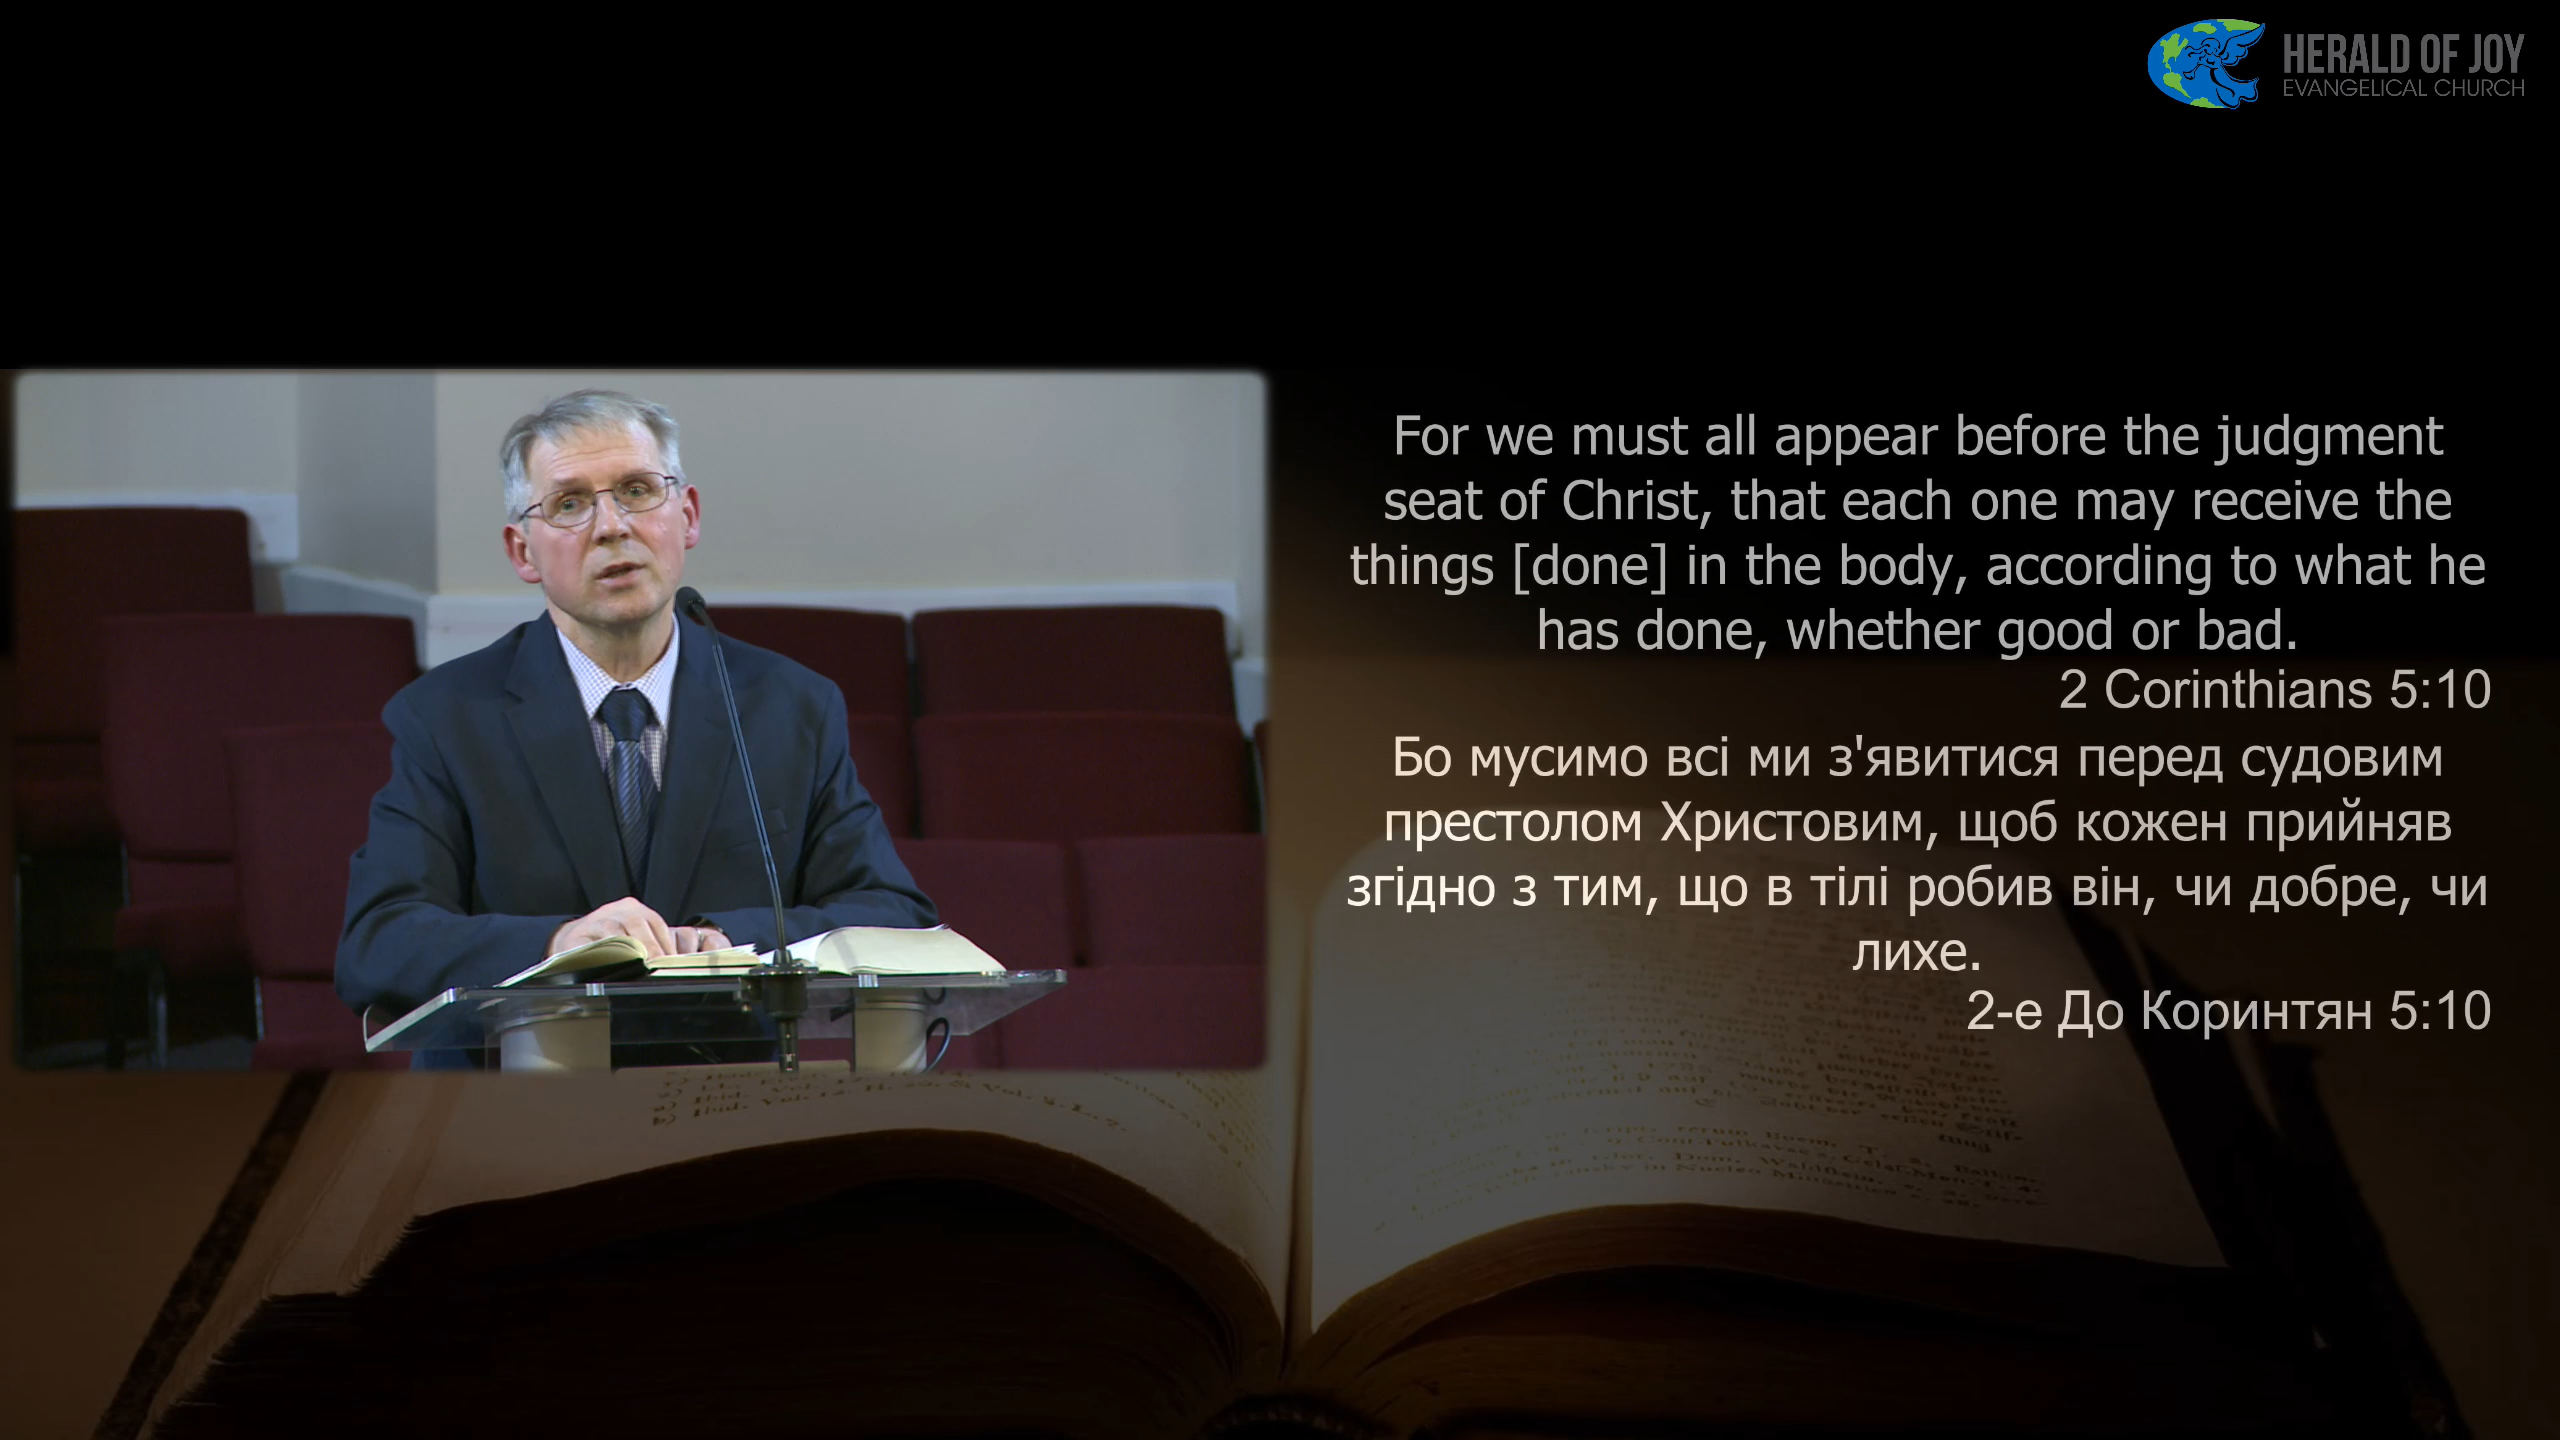 HERALD OF JOY
EVANGELICAL CHURCH
For we must all appear before the judgment
seat of Christ, that each one may receive the
things [done] in the body, according to what he
has done, whether good or bad.
2 Corinthians 5:10
Бо мусимо всі ми з'явитися перед судовим
престолом Христовим, щоб кожен прийняв
згідно з тим, що в тілі робив він, чи добре, чи
лихе.
2-е До Коринтян 5:10